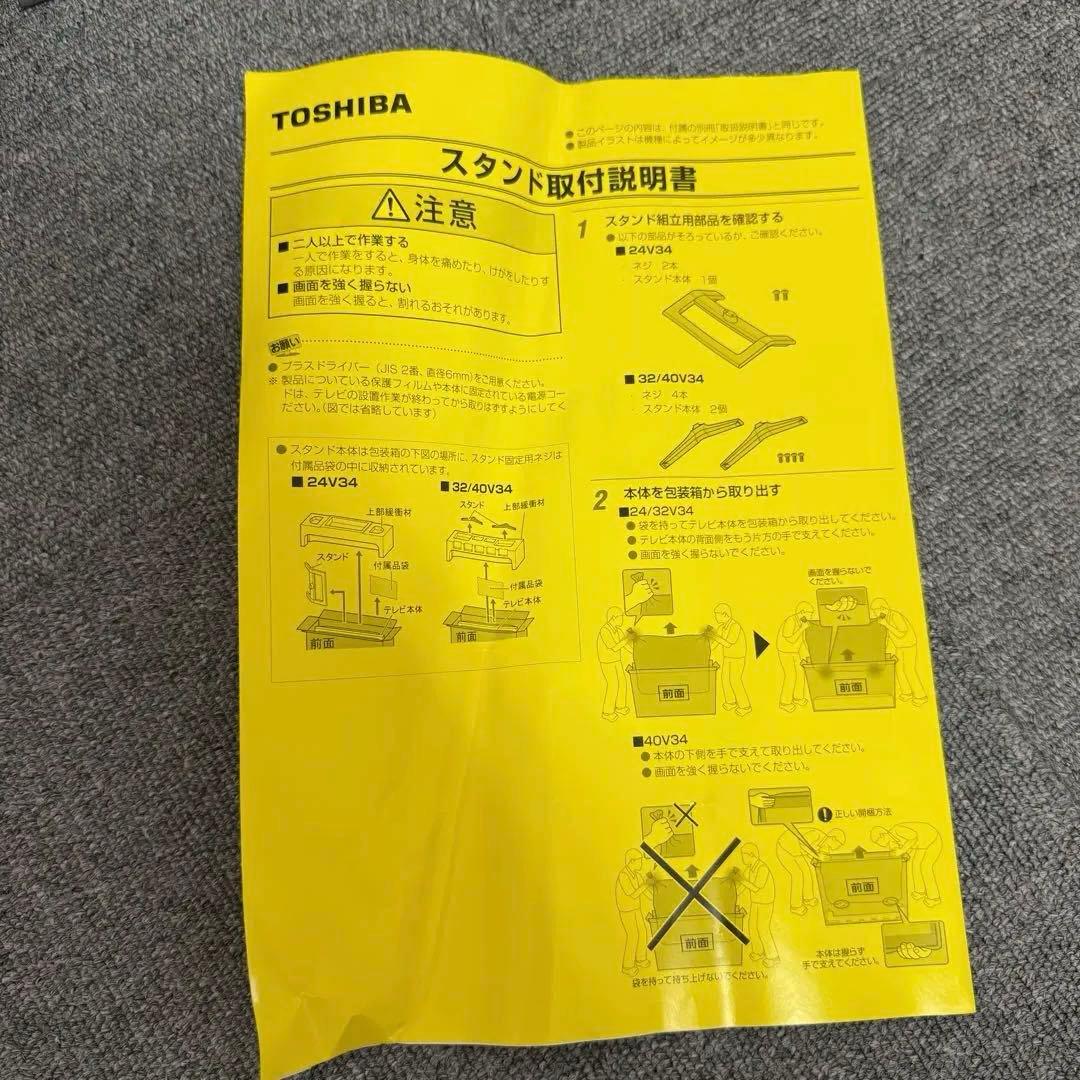 TOSHIBA
● このページの内容は、付属の別冊「取扱説明書」と同じです。
● 製品イラストは機種によってイメージが多少異なります。
スタンド取付説明書
注意
■ 二人以上で作業する
一人で作業をすると、身体を痛めたり、けがをしたりす
る原因になります。
■ 画面を強く握らない
画面を強く握ると、割れるおそれがあります。
お願い
● プラスドライバー（JIS 2番、直径6mm）をご用意ください。
※ 製品についている保護フィルムや本体に固定されている電源コー
ドは、テレビの設置作業が終わってから取りはずすようにしてく
ださい。（図では省略しています）
● スタンド本体は包装箱の下図の場所に、スタンド固定用ネジは
付属品袋の中に収納されています。
■ 24V34
上部緩衝材
スタンド
付属品袋
テレビ本体
前面
■ 32/40V34
スタンド
上部緩衝材
付属品袋
テレビ本体
前面
1 スタンド組立用部品を確認する
● 以下の部品がそろっているか、ご確認ください。
■ 24V34
・ ネジ 2本
・ スタンド本体 1個
■ 32/40V34
・ ネジ 4本
・ スタンド本体 2個
2 本体を包装箱から取り出す
■24/32V34
● 袋を持ってテレビ本体を包装箱から取り出してください。
● テレビ本体の背面側をもう片方の手で支えてください。
● 画面を強く握らないでください。
画面を握らないで
ください。
前面
前面
■40V34
● 本体の下側を手で支えて取り出してください。
● 画面を強く握らないでください。
正しい開梱方法
前面
前面
袋を持って持ち上げないでください。
本体は握らず
手で支えてください。